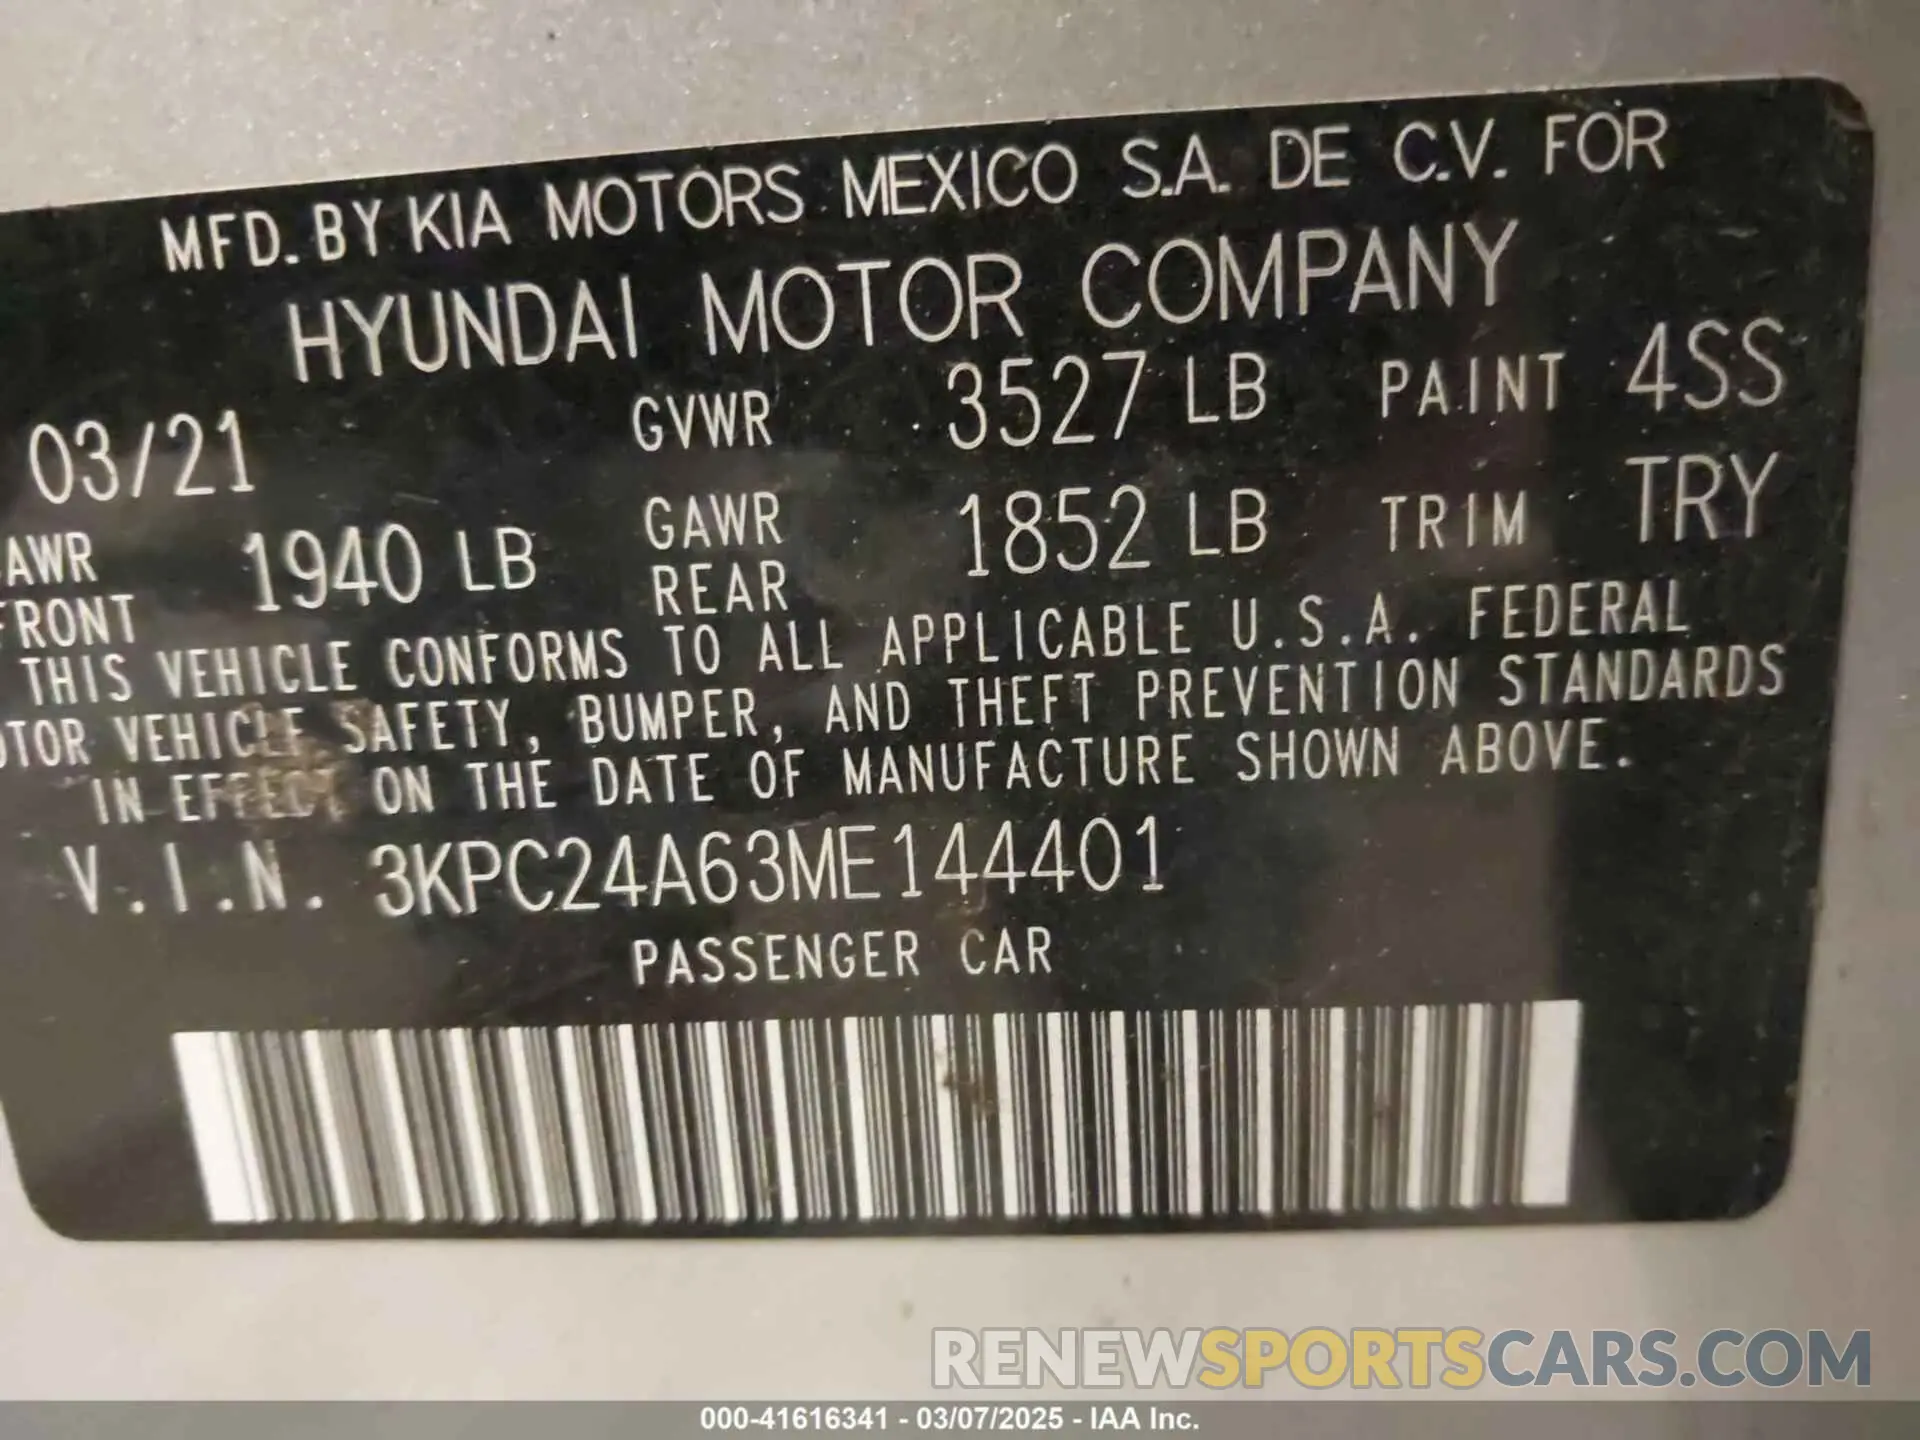 MFD. BY KIA MOTORS MEXICO S.A. DE C.V. FOR
HYUNDAI MOTOR COMPANY
03/21 GVWR 3527 LB PAINT 4SS
AWR FRONT 1940 LB GAWR REAR 1852 LB TRIM TRY
THIS VEHICLE CONFORMS TO ALL APPLICABLE U.S.A. FEDERAL
OTOR VEHICLE SAFETY, BUMPER, AND THEFT PREVENTION STANDARDS
IN EFFECT ON THE DATE OF MANUFACTURE SHOWN ABOVE.
V.I.N. 3KPC24A63ME144401
PASSENGER CAR
RENEWSPORTSCARS.COM
000-41616341 - 03/07/2025 - IAA Inc.